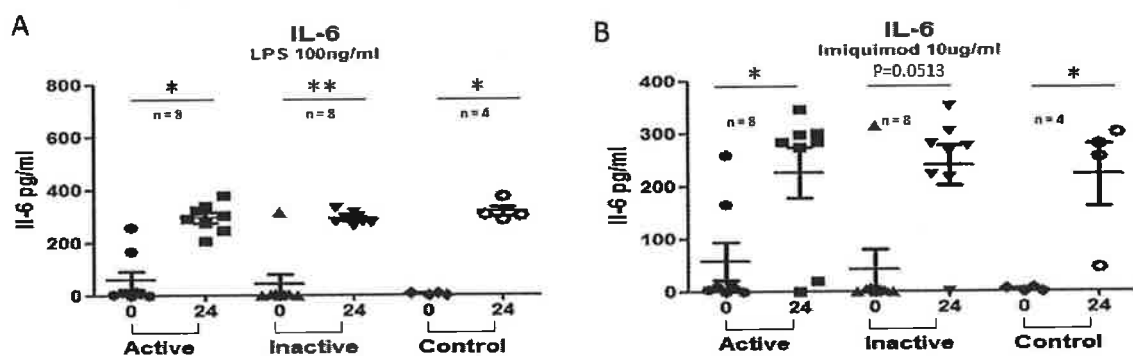 A
IL-6
LPS 100ng/ml
Il-6 pg/ml
800
600
400
200
0
*
**
*
n=8
n=8
n=4
0
24
0
24
0
24
Active
Inactive
Control
B
IL-6
Imiquimod 10ug/ml
P=0.0513
Il-6 pg/ml
400
300
200
100
0
*
*
n=8
n=8
n=4
0
24
0
24
0
24
Active
Inactive
Control